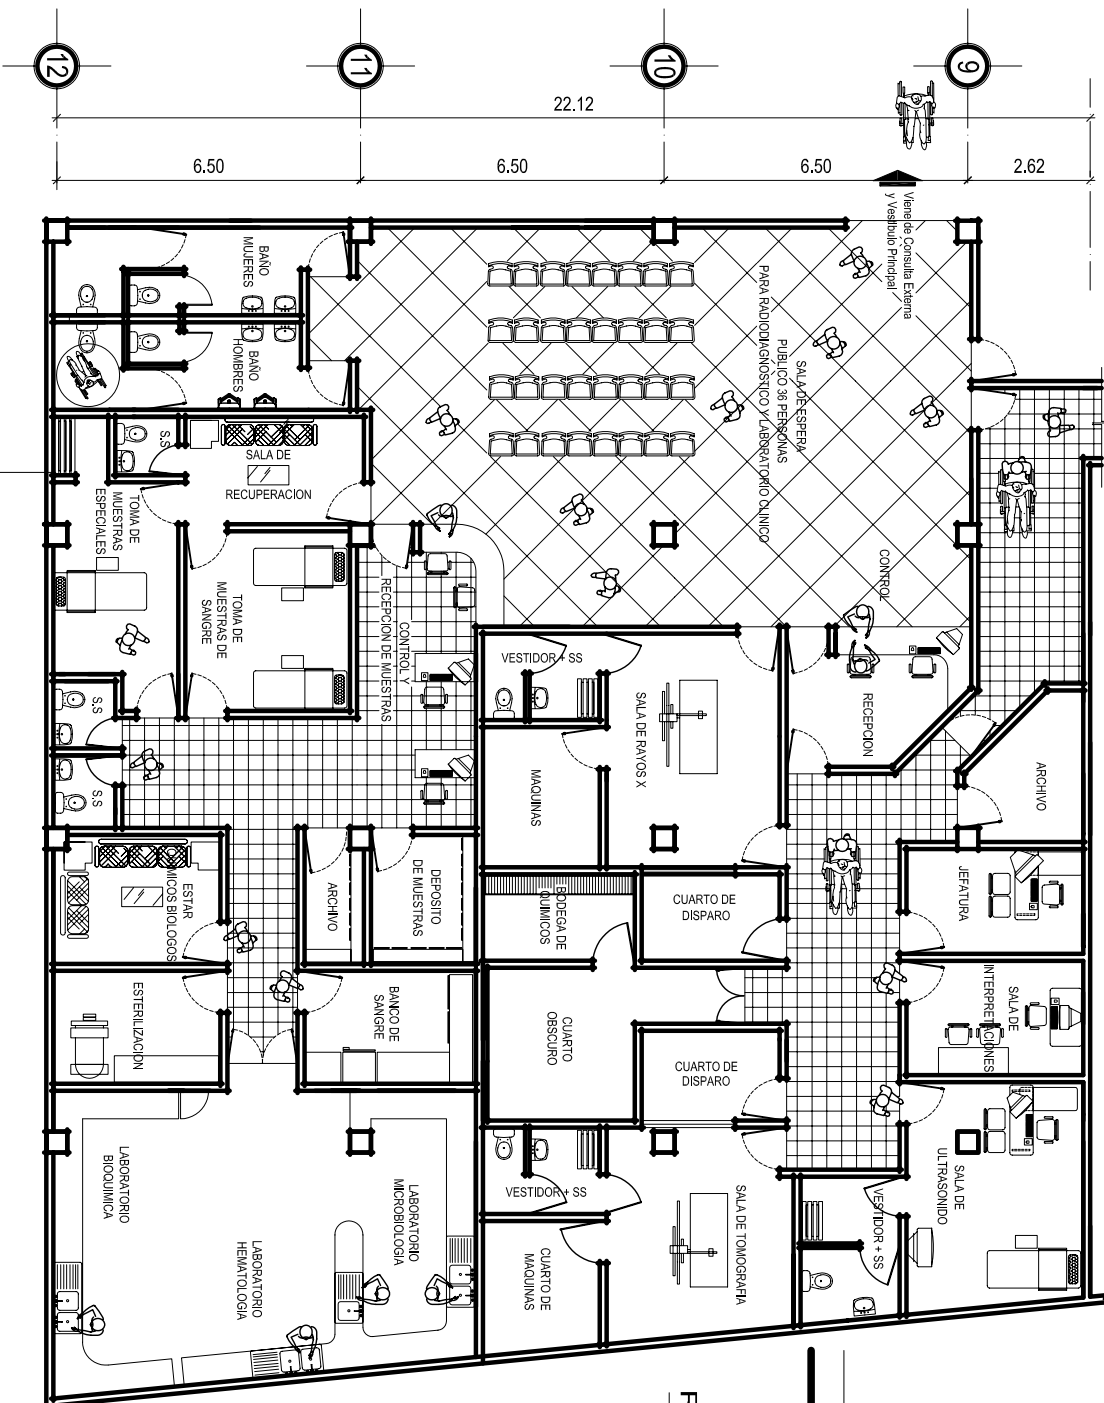 12
11
10
9
22.12
6.50
6.50
6.50
2.62
Viene de Consulta Externa
y Vestibulo Principal
BAÑO
MUJERES
BAÑO
HOMBRES
SALA DE ESPERA
PUBLICO 36 PERSONAS
PARA RADIODIAGNOSTICO Y LABORATORIO CLINICO
S.S
SALA DE
RECUPERACION
TOMA DE
MUESTRAS
ESPECIALES
TOMA DE
MUESTRAS DE
SANGRE
CONTROL Y
RECEPCION DE MUESTRAS
CONTROL
RECEPCION
VESTIDOR + SS
SALA DE RAYOS X
MAQUINAS
ARCHIVO
S.S
S.S
ESTAR
QUIMICOS BIOLOGOS
ARCHIVO
DEPOSITO
DE MUESTRAS
BODEGA DE
QUIMICOS
CUARTO DE
DISPARO
JEFATURA
ESTERILIZACION
BANCO DE
SANGRE
CUARTO
OBSCURO
CUARTO DE
DISPARO
SALA DE
INTERPRETACIONES
LABORATORIO
BIOQUIMICA
LABORATORIO
MICROBIOLOGIA
LABORATORIO
HEMATOLOGIA
VESTIDOR + SS
CUARTO DE
MAQUINAS
SALA DE TOMOGRAFIA
VESTIDOR + SS
SALA DE
ULTRASONIDO